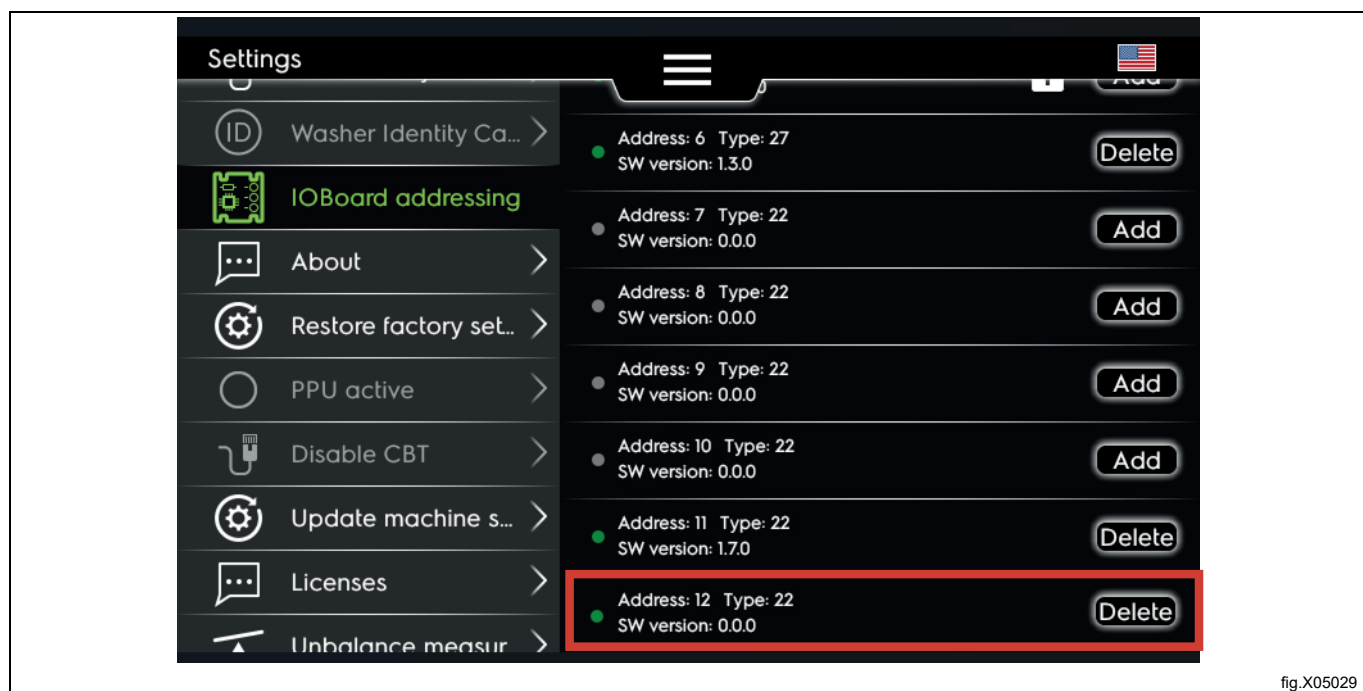 Settings
Add
Washer Identity Ca...
IOBoard addressing
About
Restore factory set...
PPU active
Disable CBT
Update machine s...
Licenses
Unbalance measur
Address: 6 Type: 27
SW version: 1.3.0
Delete
Address: 7 Type: 22
SW version: 0.0.0
Add
Address: 8 Type: 22
SW version: 0.0.0
Add
Address: 9 Type: 22
SW version: 0.0.0
Add
Address: 10 Type: 22
SW version: 0.0.0
Add
Address: 11 Type: 22
SW version: 1.7.0
Delete
Address: 12 Type: 22
SW version: 0.0.0
Delete
fig.X05029